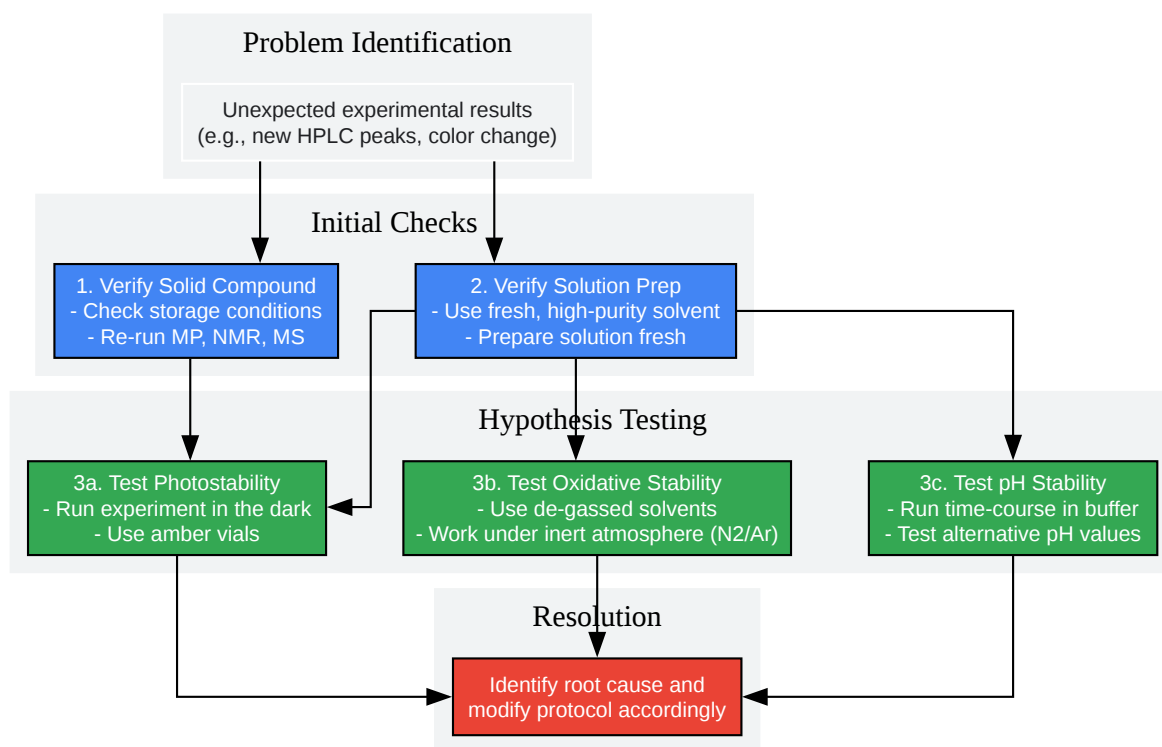 Problem Identification
Unexpected experimental results
(e.g., new HPLC peaks, color change)
Initial Checks
1. Verify Solid Compound
- Check storage conditions
- Re-run MP, NMR, MS
2. Verify Solution Prep
- Use fresh, high-purity solvent
- Prepare solution fresh
Hypothesis Testing
3a. Test Photostability
- Run experiment in the dark
- Use amber vials
3b. Test Oxidative Stability
- Use de-gassed solvents
- Work under inert atmosphere (N2/Ar)
3c. Test pH Stability
- Run time-course in buffer
- Test alternative pH values
Resolution
Identify root cause and
modify protocol accordingly